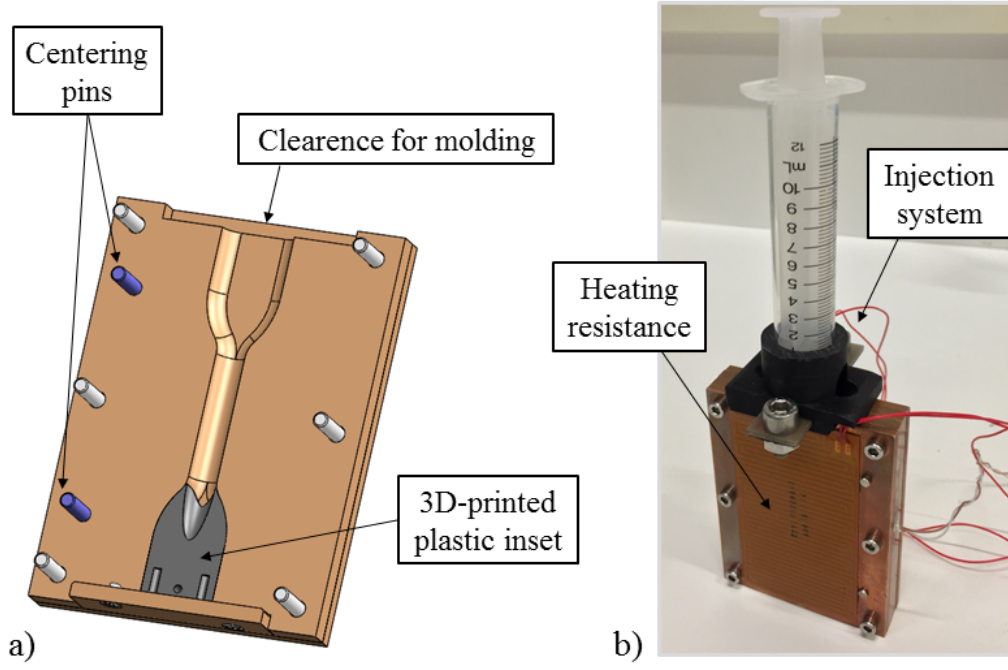 Centering
pins
Clearence for molding
3D-printed
plastic inset
a)
Injection
system
Heating
resistance
12
mL
10
9
8
7
6
5
4
3
2
b)